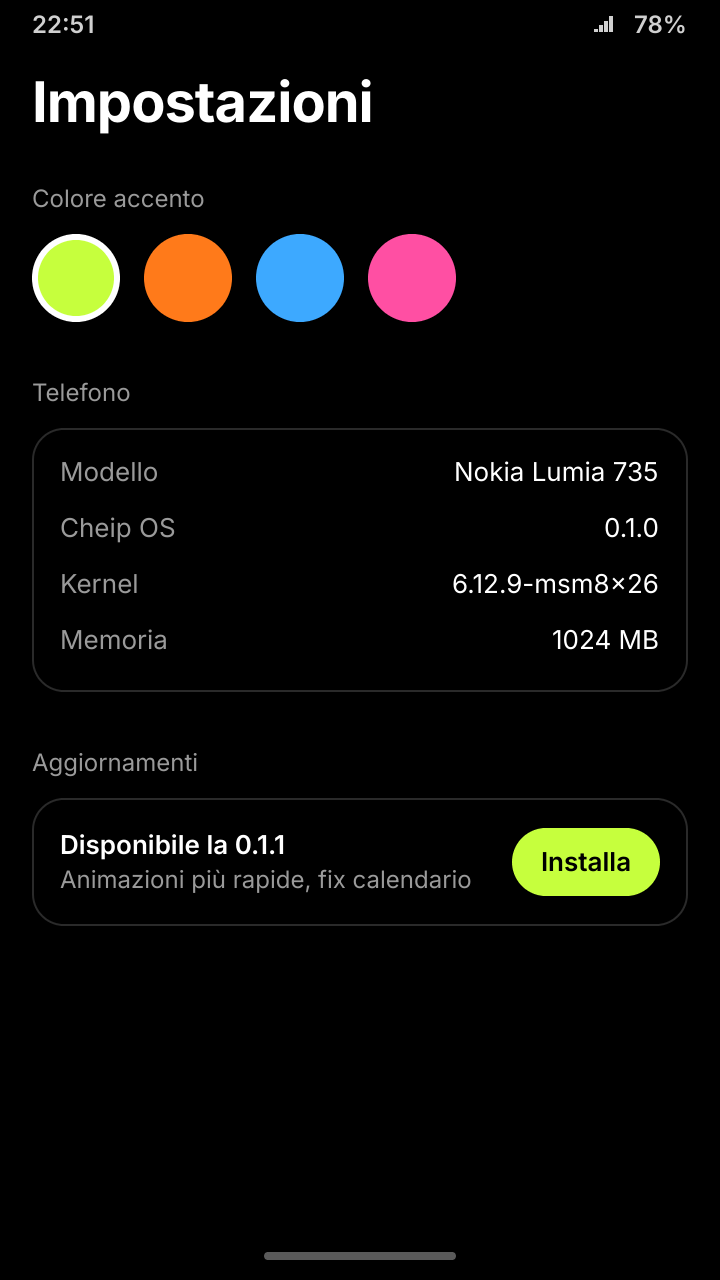 22:51 78%
Impostazioni
Colore accento
Telefono
Modello Nokia Lumia 735
Cheip OS 0.1.0
Kernel 6.12.9-msm8×26
Memoria 1024 MB
Aggiornamenti
Disponibile la 0.1.1
Animazioni più rapide, fix calendario
Installa